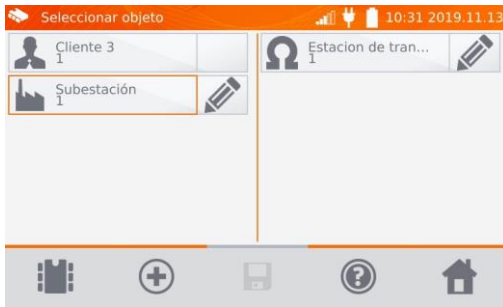 Seleccionar objeto
10:31 2019.11.13
Cliente 3
1
Subestación
1
Estacion de tran...
1